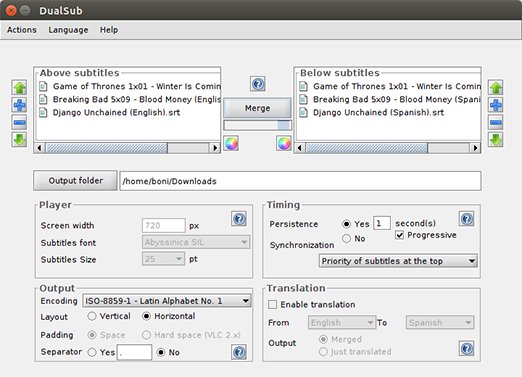 DualSub
Actions Language Help
Above subtitles
Game of Thrones 1x01 - Winter Is Comin
Breaking Bad 5x09 - Blood Money (Englis
Django Unchained (English).srt
Merge
Below subtitles
Game of Thrones 1x01 - Winter Is Comin
Breaking Bad 5x09 - Blood Money (Spani
Django Unchained (Spanish).srt
Output folder /home/boni/Downloads
Player
Screen width 720 px
Subtitles font Abyssinica SIL
Subtitles Size 25 pt
Timing
Persistence Yes 1 second(s)
No Progressive
Synchronization
Priority of subtitles at the top
Output
Encoding ISO-8859-1 - Latin Alphabet No. 1
Layout Vertical Horizontal
Padding Space Hard space (VLC 2.x)
Separator Yes . No
Translation
Enable translation
From English To Spanish
Output Merged
Just translated